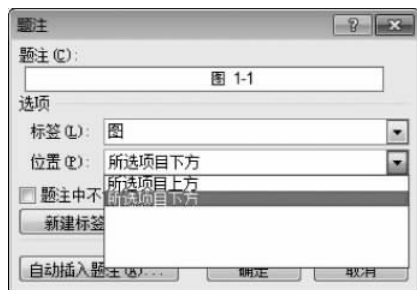 题注
题注(C):
图 1-1
选项
标签(L): 图
位置(P): 所选项目下方
所选项目上方
所选项目下方
题注中不
新建标签
自动插入题注(A)... 确定 取消